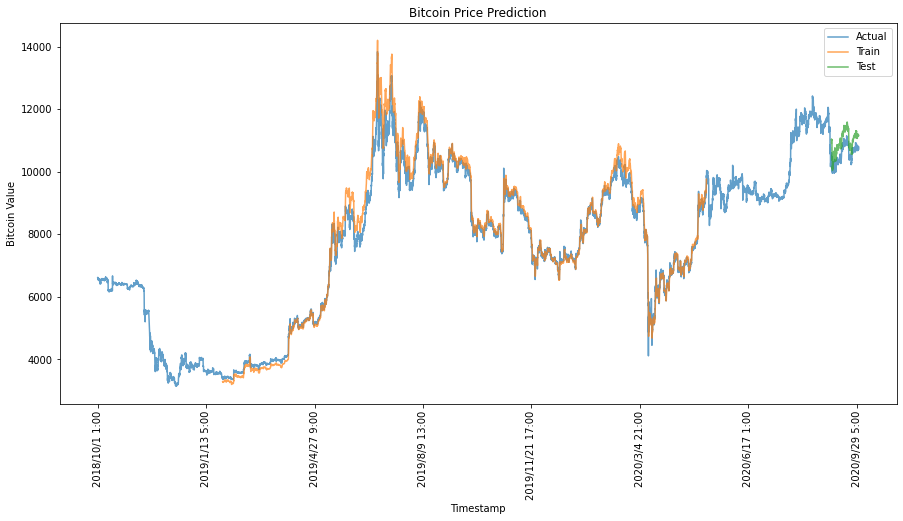 Bitcoin Price Prediction
Actual
Train
Test
14000
12000
10000
8000
6000
4000
Bitcoin Value
2018/10/1 1:00
2019/1/13 5:00
2019/4/27 9:00
2019/8/9 13:00
2019/11/21 17:00
2020/3/4 21:00
2020/6/17 1:00
2020/9/29 5:00
Timestamp